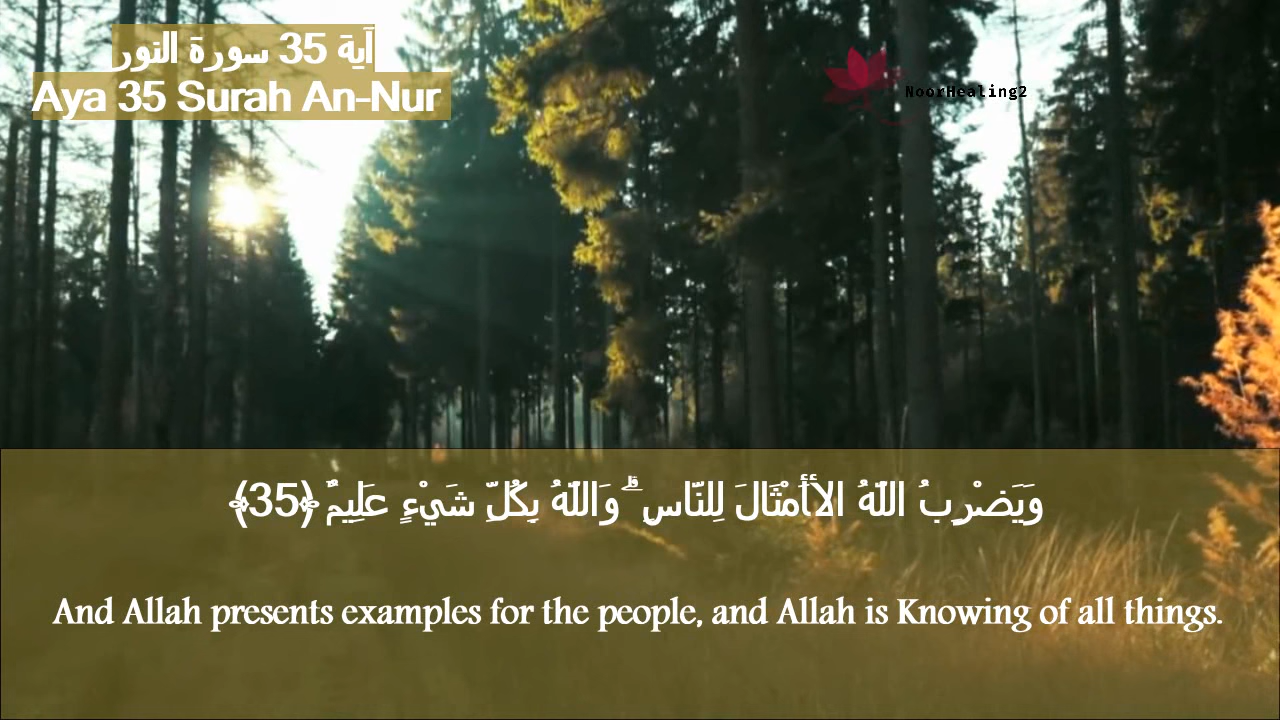 آية 35 سورة النور
Aya 35 Surah An-Nur
NoorHealing2
وَيَضْرِبُ اللَّهُ الأَأَمْثَالَ لِلنَّاسِ ۗ وَاللَّهُ بِكُلِّ شَيْءٍ عَلِيمٌ ﴿35﴾
And Allah presents examples for the people, and Allah is Knowing of all things.